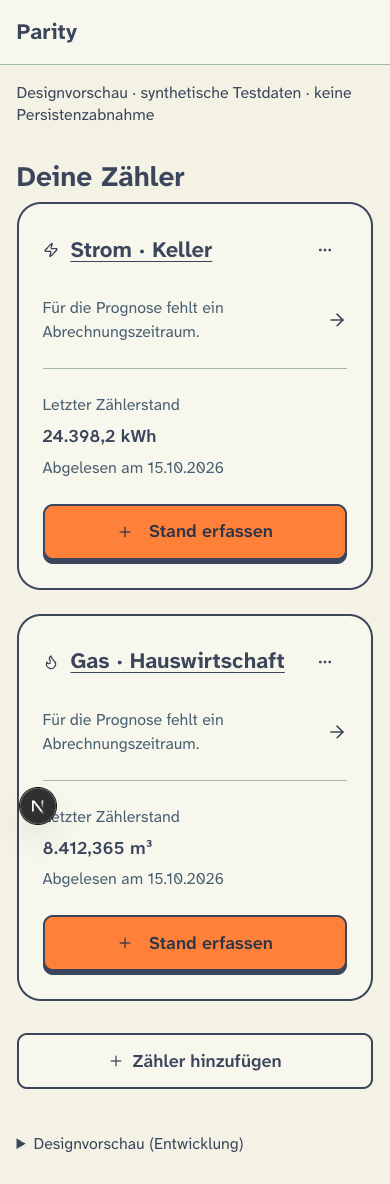 Parity
Designvorschau · synthetische Testdaten · keine
Persistenzabnahme
Deine Zähler
Strom · Keller
Für die Prognose fehlt ein
Abrechnungszeitraum.
Letzter Zählerstand
24.398,2 kWh
Abgelesen am 15.10.2026
+ Stand erfassen
Gas · Hauswirtschaft
Für die Prognose fehlt ein
Abrechnungszeitraum.
N
Letzter Zählerstand
8.412,365 m³
Abgelesen am 15.10.2026
+ Stand erfassen
+ Zähler hinzufügen
Designvorschau (Entwicklung)